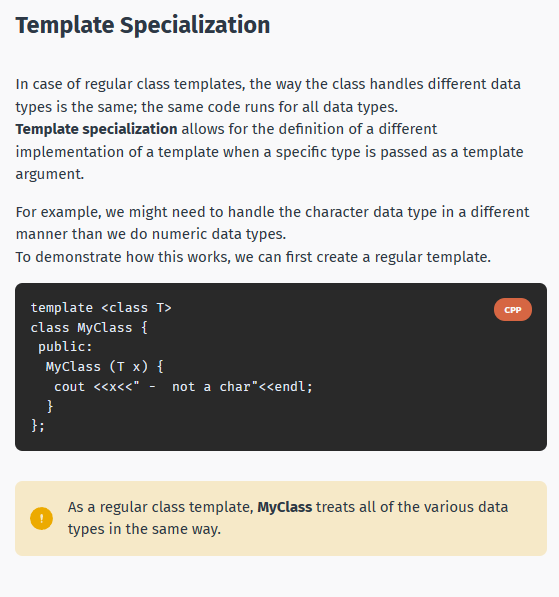 Template Specialization
In case of regular class templates, the way the class handles different data
types is the same; the same code runs for all data types.
Template specialization allows for the definition of a different
implementation of a template when a specific type is passed as a template
argument.
For example, we might need to handle the character data type in a different
manner than we do numeric data types.
To demonstrate how this works, we can first create a regular template.
template <class T>
CPP
class MyClass {
 public:
  MyClass (T x) {
   cout <<x<<" -  not a char"<<endl;
  }
};
!
As a regular class template, MyClass treats all of the various data
types in the same way.